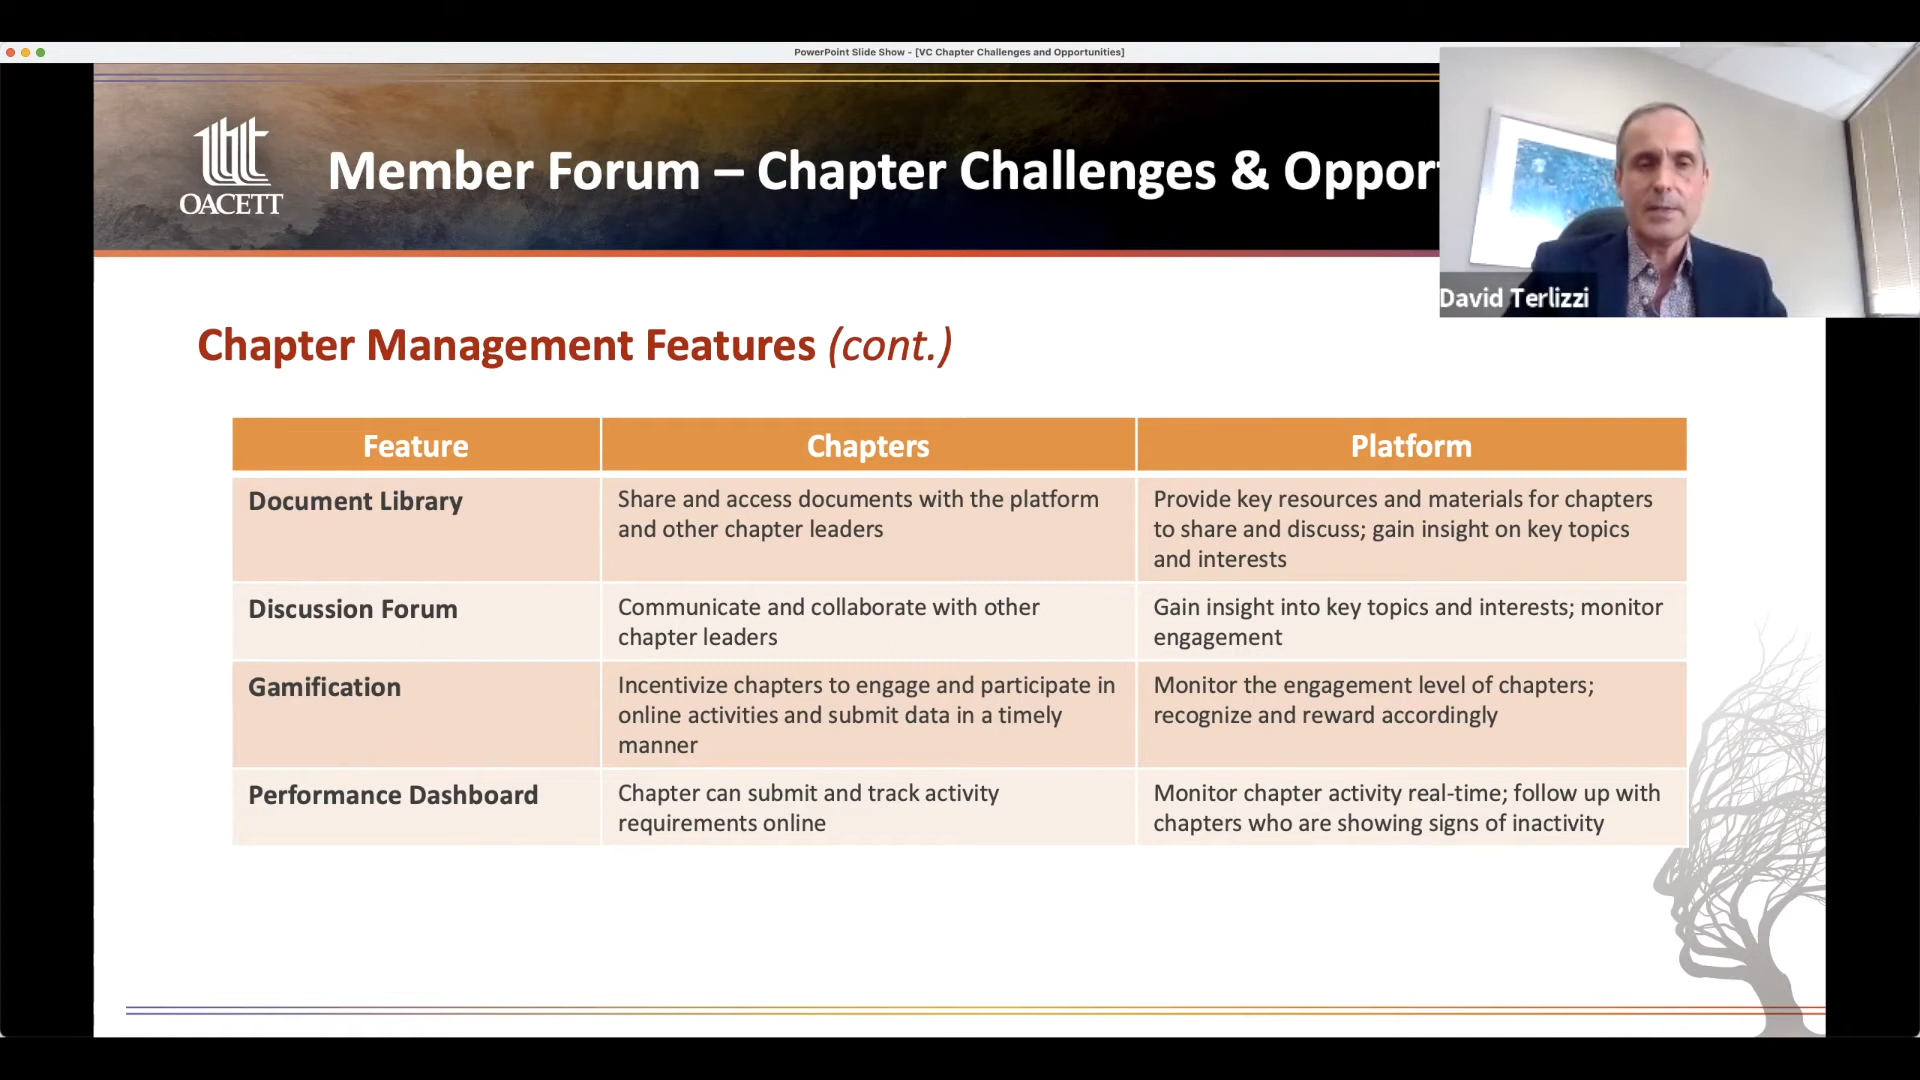 PowerPoint Slide Show - [VC Chapter Challenges and Opportunities]
OACETT
Member Forum – Chapter Challenges & Opport
David Terlizzi
Chapter Management Features (cont.)
Feature
Chapters
Platform
Document Library
Share and access documents with the platform
and other chapter leaders
Provide key resources and materials for chapters
to share and discuss; gain insight on key topics
and interests
Discussion Forum
Communicate and collaborate with other
chapter leaders
Gain insight into key topics and interests; monitor
engagement
Gamification
Incentivize chapters to engage and participate in
online activities and submit data in a timely
manner
Monitor the engagement level of chapters;
recognize and reward accordingly
Performance Dashboard
Chapter can submit and track activity
requirements online
Monitor chapter activity real-time; follow up with
chapters who are showing signs of inactivity